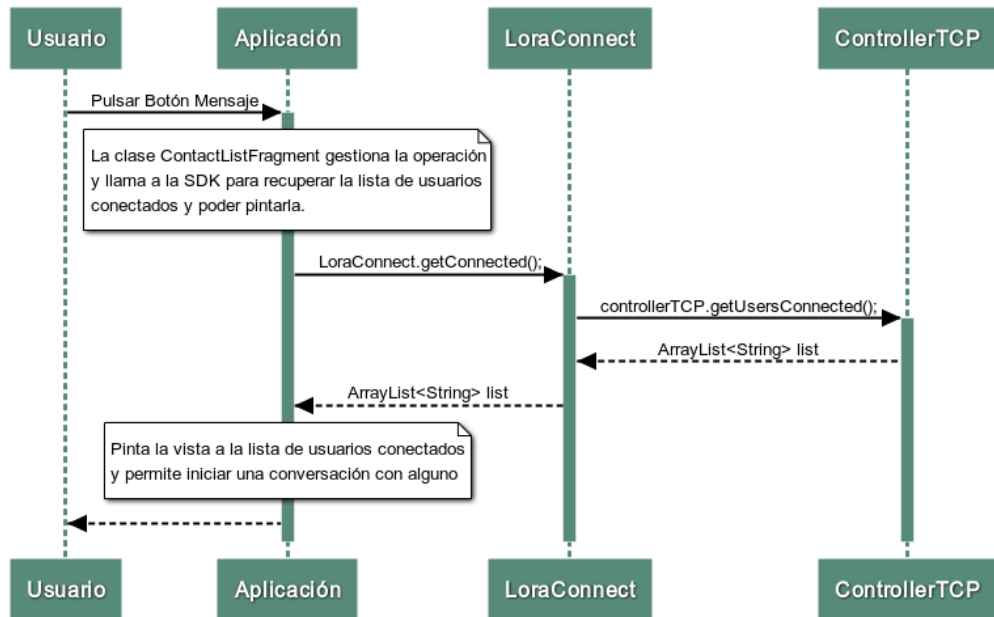 Usuario
Aplicación
LoraConnect
ControllerTCP
Pulsar Botón Mensaje
La clase ContactListFragment gestiona la operación
y llama a la SDK para recuperar la lista de usuarios
conectados y poder pintarla.
LoraConnect.getConnected();
controllerTCP.getUsersConnected();
ArrayList<String> list
ArrayList<String> list
Pinta la vista a la lista de usuarios conectados
y permite iniciar una conversación con alguno
Usuario
Aplicación
LoraConnect
ControllerTCP